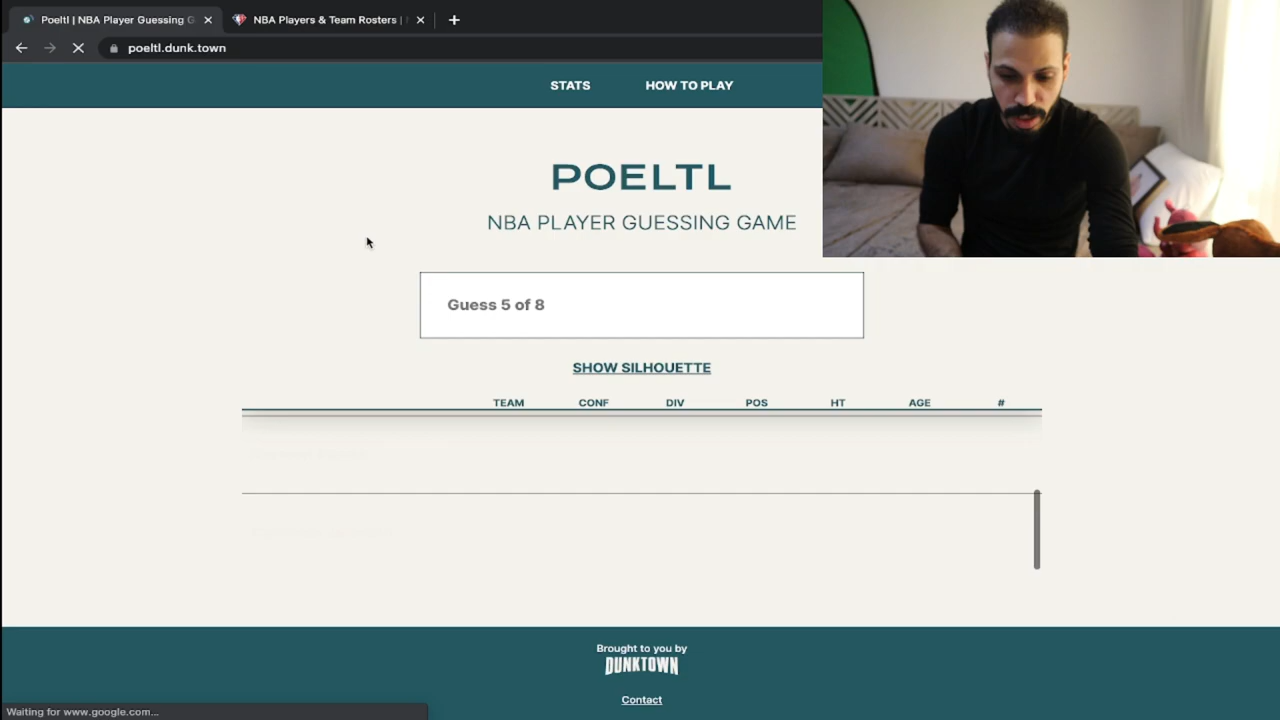 Poeltl | NBA Player Guessing G
NBA Players & Team Rosters |
poeltl.dunk.town
STATS
HOW TO PLAY
POELTL
NBA PLAYER GUESSING GAME
Guess 5 of 8
SHOW SILHOUETTE
TEAM CONF DIV POS HT AGE #
Brought to you by
DUNKTOWN
Contact
Waiting for www.google.com...